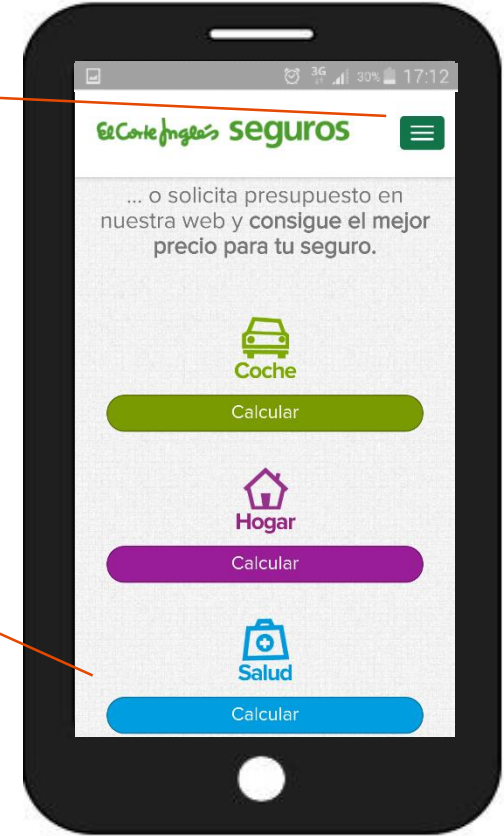 3G 30% 17:12
El Corte Inglés seguros
... o solicita presupuesto en
nuestra web y consigue el mejor
precio para tu seguro.
Coche
Calcular
Hogar
Calcular
Salud
Calcular